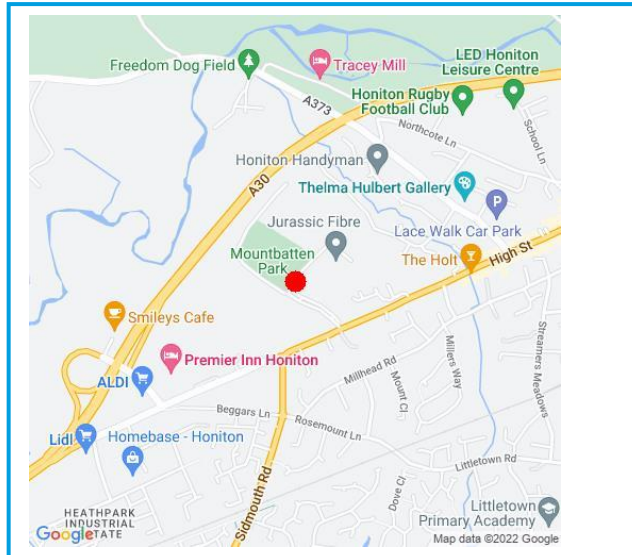 Freedom Dog Field
Tracey Mill
LED Honiton
Leisure Centre
A373
Honiton Rugby
Football Club
Northcote Ln
School Ln
Honiton Handyman
A30
Thelma Hulbert Gallery
Jurassic Fibre
Lace Walk Car Park
Mountbatten
Park
The Holt
High St
Smileys Cafe
Premier Inn Honiton
ALDI
Millhead Rd
Mount Cl
Millers Way
Streamers Meadows
Beggars Ln
Rosemount Ln
Lidl
Homebase - Honiton
Littletown Rd
Dove Cl
Sidmouth Rd
Littletown
Primary Academy
HEATHPARK
INDUSTRIAL
ESTATE
Google
Map data ©2022 Google